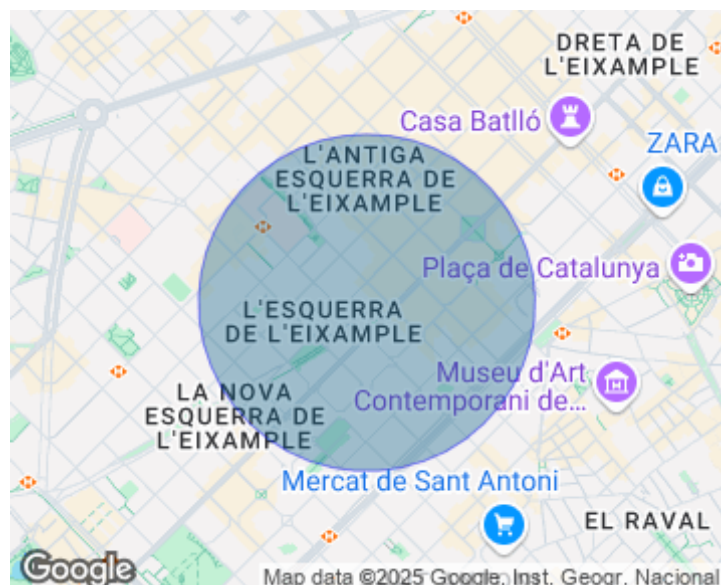 DRETA DE
L'EIXAMPLE
Casa Batlló
ZARA
L'ANTIGA
ESQUERRA DE
L'EIXAMPLE
Plaça de Catalunya
L'ESQUERRA
DE L'EIXAMPLE
Museu d'Art
Contemporani de...
LA NOVA
ESQUERRA DE
L'EIXAMPLE
Mercat de Sant Antoni
EL RAVAL
Google
Map data ©2025 Google, Inst. Geogr. Nacional